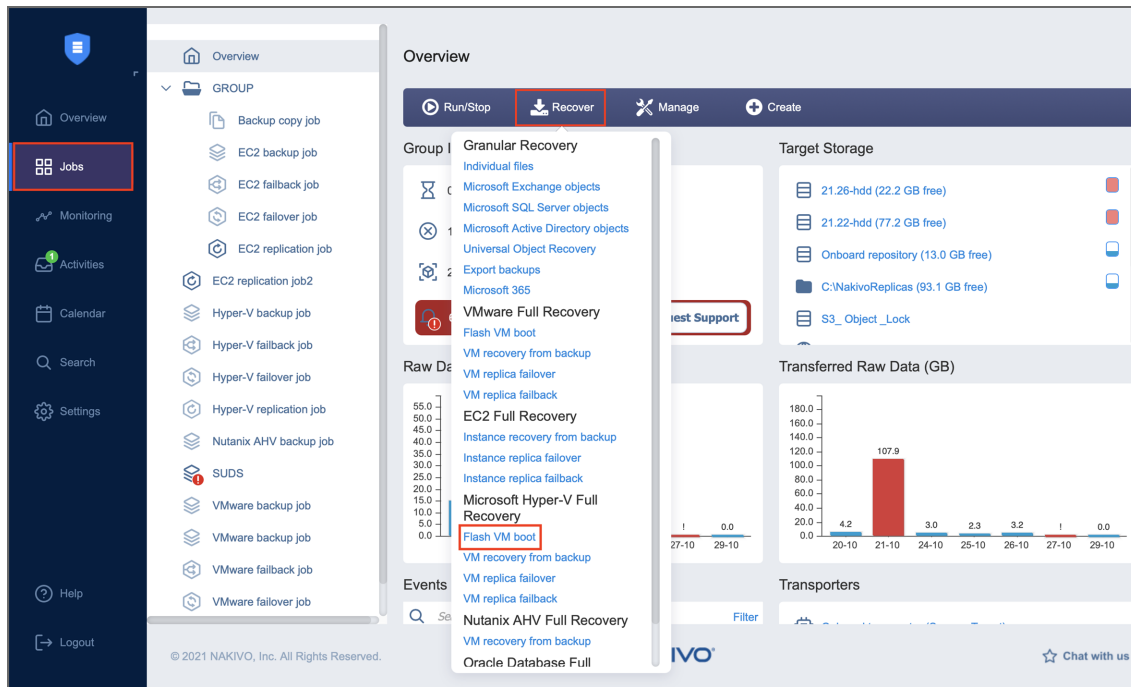 Overview
Jobs
Monitoring
1
Activities
Calendar
Search
Settings
Help
Logout
Overview
GROUP
Backup copy job
EC2 backup job
EC2 failback job
EC2 failover job
EC2 replication job
EC2 replication job2
Hyper-V backup job
Hyper-V failback job
Hyper-V failover job
Hyper-V replication job
Nutanix AHV backup job
SUDS
VMware backup job
VMware backup job
VMware failback job
VMware failover job
Overview
Run/Stop Recover Manage Create
Group
Granular Recovery
Individual files
Microsoft Exchange objects
Microsoft SQL Server objects
Microsoft Active Directory objects
Universal Object Recovery
Export backups
Microsoft 365
VMware Full Recovery
Flash VM boot
VM recovery from backup
VM replica failover
VM replica failback
EC2 Full Recovery
Instance recovery from backup
Instance replica failover
Instance replica failback
Microsoft Hyper-V Full
Recovery
Flash VM boot
VM recovery from backup
VM replica failover
VM replica failback
Nutanix AHV Full Recovery
VM recovery from backup
Oracle Database Full
Support
Raw
55.0
50.0
45.0
40.0
35.0
30.0
25.0
20.0
15.0
10.0
5.0
0.0
! 0.0
27-10 29-10
Events
Filter
Target Storage
21.26-hdd (22.2 GB free)
21.22-hdd (77.2 GB free)
Onboard repository (13.0 GB free)
C:\NakivoReplicas (93.1 GB free)
S3_ Object _Lock
Transferred Raw Data (GB)
180.0
160.0
140.0
120.0
100.0
80.0
60.0
40.0
20.0
0.0
4.2 107.9 3.0 2.3 3.2 ! 0.0
20-10 21-10 24-10 25-10 26-10 27-10 29-10
Transporters
© 2021 NAKIVO, Inc. All Rights Reserved.
Chat with us